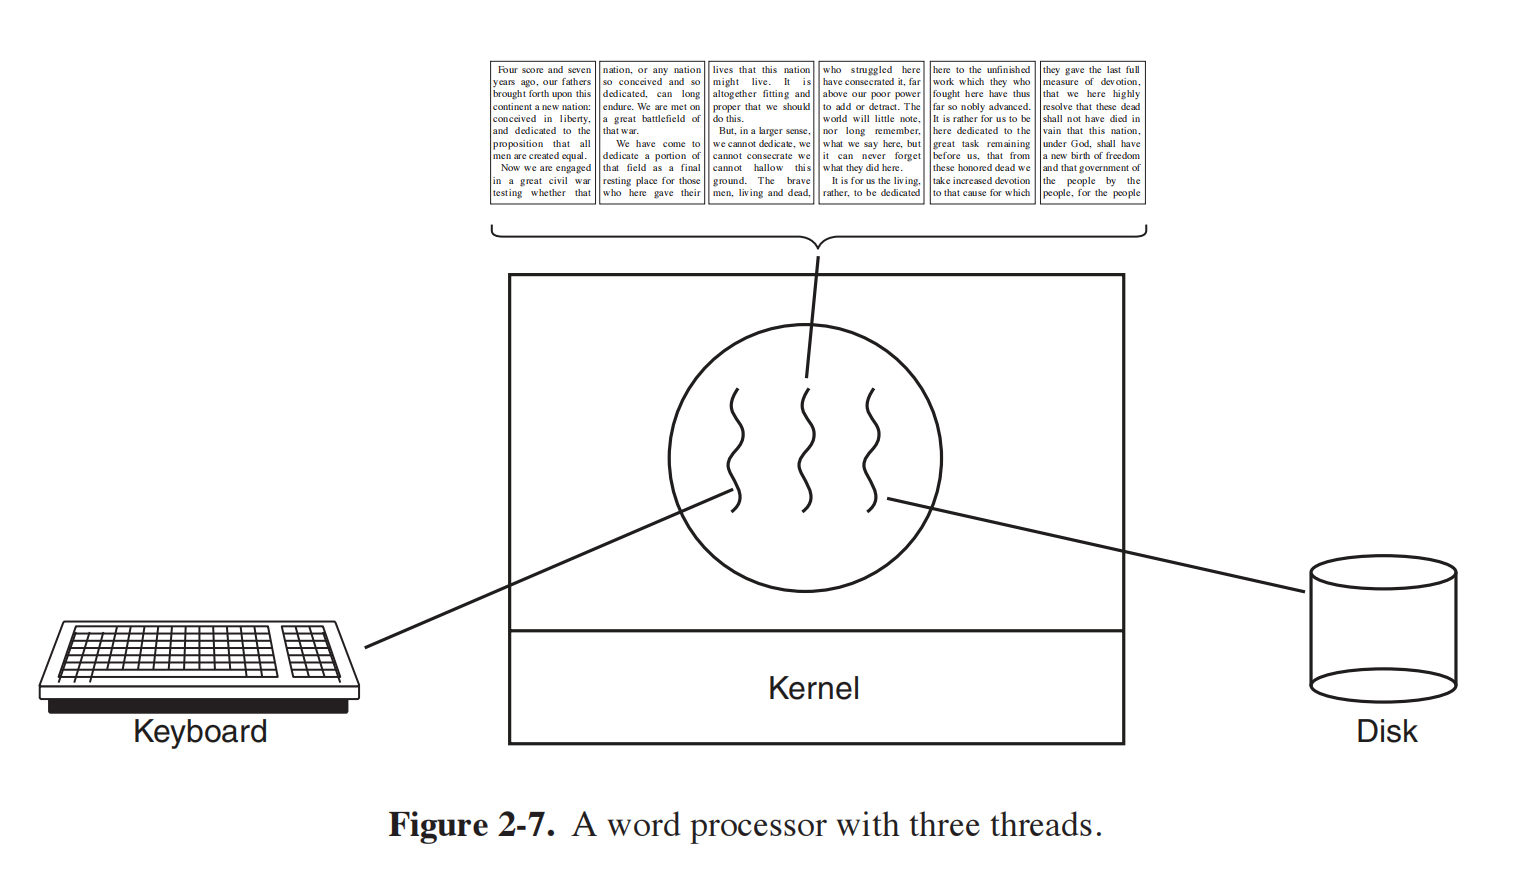 Four score and seven
years ago, our fathers
brought forth upon this
continent a new nation:
conceived in liberty,
and dedicated to the
proposition that all
men are created equal.
Now we are engaged
in a great civil war
testing whether that
nation, or any nation
so conceived and so
dedicated, can long
endure. We are met on
a great battlefield of
that war.
We have come to
dedicate a portion of
that field as a final
resting place for those
who here gave their
lives that this nation
might live. It is
altogether fitting and
proper that we should
do this.
But, in a larger sense,
we cannot dedicate, we
cannot consecrate we
cannot hallow this
ground. The brave
men, living and dead,
who struggled here
have consecrated it, far
above our poor power
to add or detract. The
world will little note,
nor long remember,
what we say here, but
it can never forget
what they did here.
It is for us the living,
rather, to be dedicated
here to the unfinished
work which they who
fought here have thus
far so nobly advanced.
It is rather for us to be
here dedicated to the
great task remaining
before us, that from
these honored dead we
take increased devotion
to that cause for which
they gave the last full
measure of devotion,
that we here highly
resolve that these dead
shall not have died in
vain that this nation,
under God, shall have
a new birth of freedom
and that government of
the people by the
people, for the people
Kernel
Keyboard
Disk
Figure 2-7. A word processor with three threads.